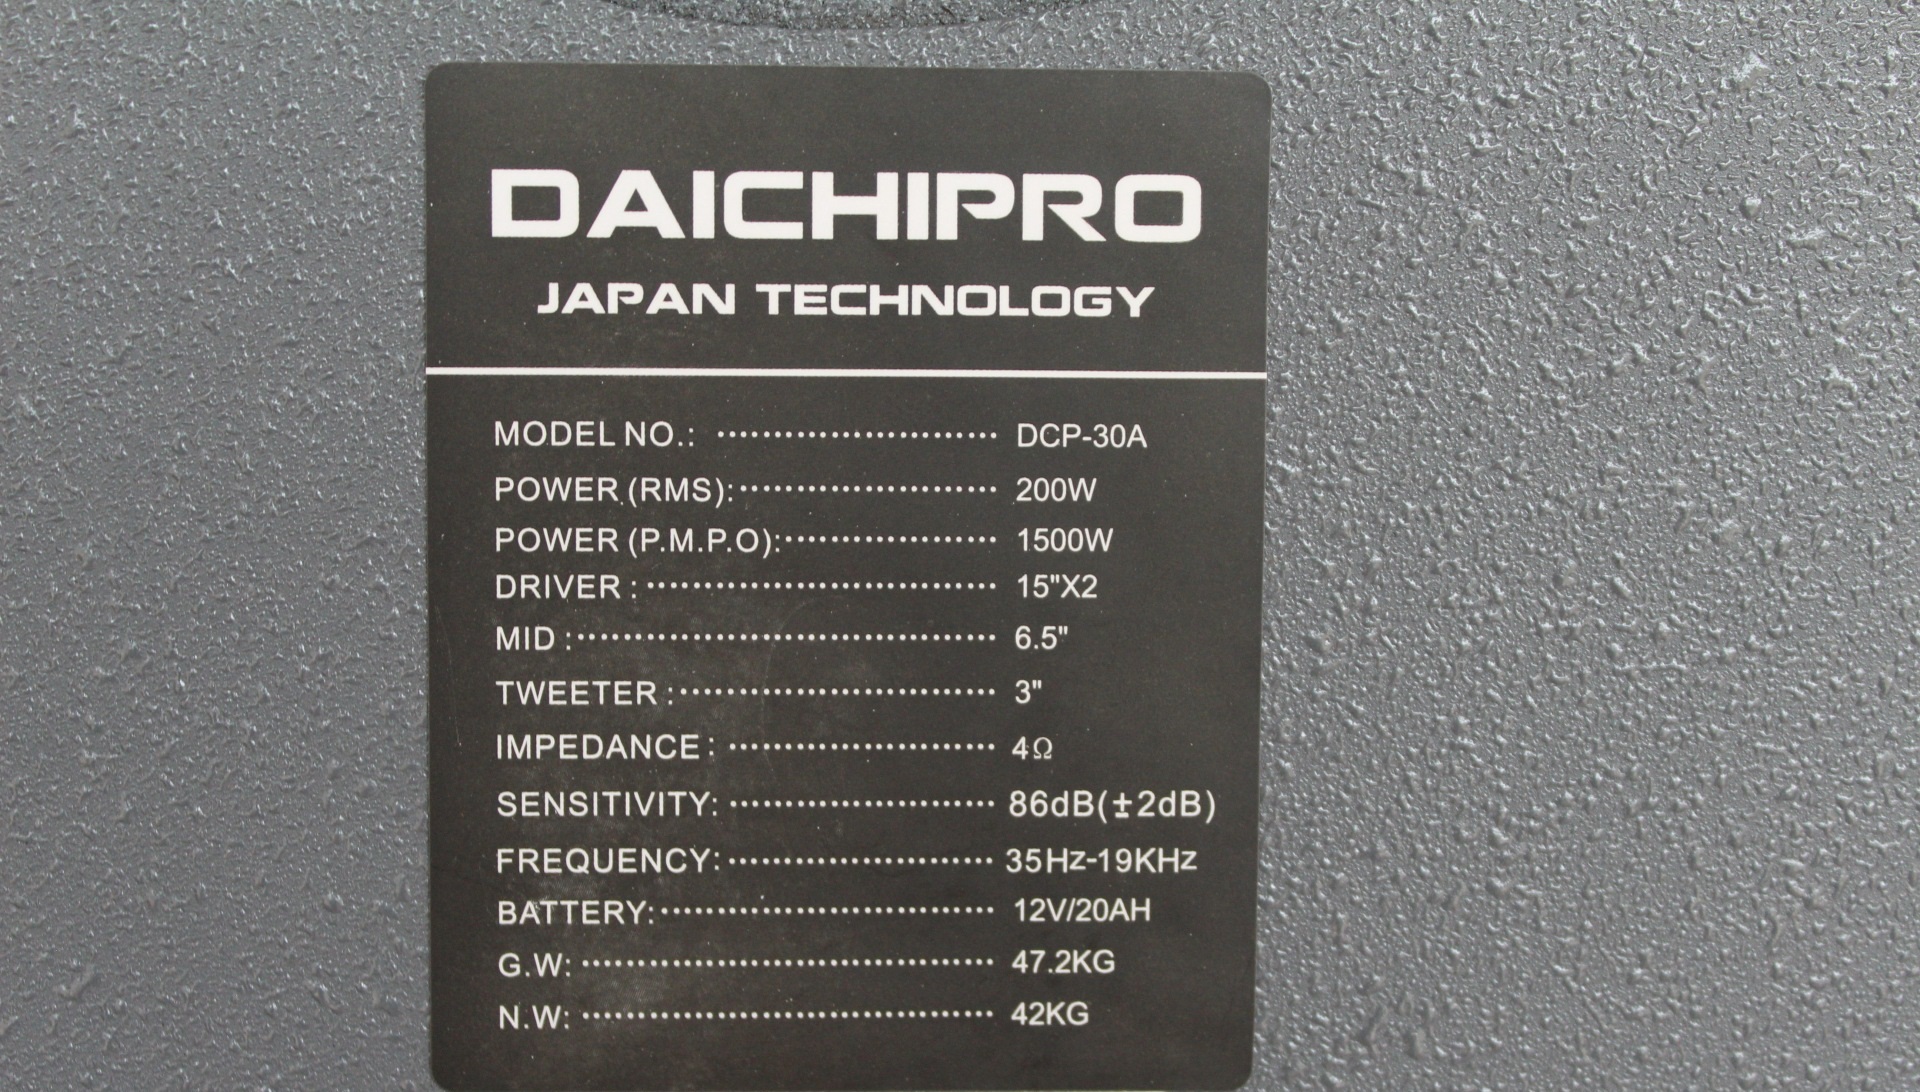 DAICHIPRO
JAPAN TECHNOLOGY
MODEL NO.: ............................ DCP-30A
POWER (RMS): .......................... 200W
POWER (P.M.P.O): ...................... 1500W
DRIVER : .............................. 15"X2
MID : ................................. 6.5"
TWEETER : ............................. 3"
IMPEDANCE : ........................... 4Ω
SENSITIVITY: .......................... 86dB(±2dB)
FREQUENCY: ............................ 35Hz-19KHz
BATTERY: .............................. 12V/20AH
G.W: .................................. 47.2KG
N.W: .................................. 42KG